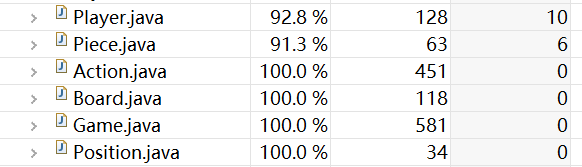 Player.java 92.8 % 128 10
Piece.java 91.3 % 63 6
Action.java 100.0 % 451 0
Board.java 100.0 % 118 0
Game.java 100.0 % 581 0
Position.java 100.0 % 34 0